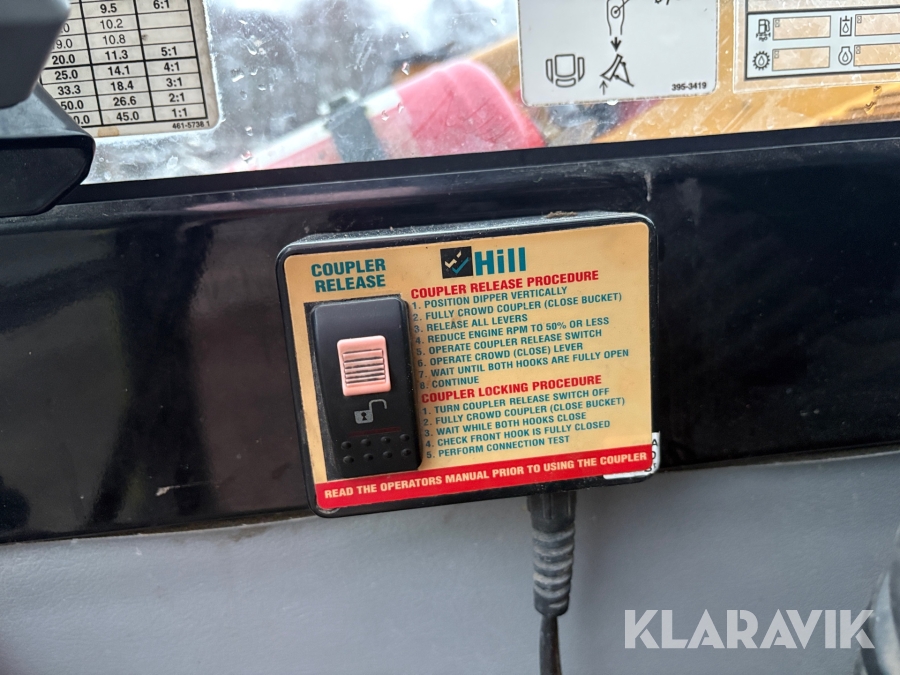 9.5 6:1
10.2
9.0 10.8
20.0 11.3 5:1
25.0 14.1 4:1
33.3 18.4 3:1
50.0 26.6 2:1
45.0 1:1
461-5736 1
395-3419
COUPLER
RELEASE
Hill
COUPLER RELEASE PROCEDURE
1. POSITION DIPPER VERTICALLY
2. FULLY CROWD COUPLER (CLOSE BUCKET)
3. RELEASE ALL LEVERS
4. REDUCE ENGINE RPM TO 50% OR LESS
5. OPERATE COUPLER RELEASE SWITCH
6. OPERATE CROWD (CLOSE) LEVER
7. WAIT UNTIL BOTH HOOKS ARE FULLY OPEN
8. CONTINUE
COUPLER LOCKING PROCEDURE
1. TURN COUPLER RELEASE SWITCH OFF
2. FULLY CROWD COUPLER (CLOSE BUCKET)
3. WAIT WHILE BOTH HOOKS CLOSE
4. CHECK FRONT HOOK IS FULLY CLOSED
5. PERFORM CONNECTION TEST
READ THE OPERATORS MANUAL PRIOR TO USING THE COUPLER
KLARAVIK